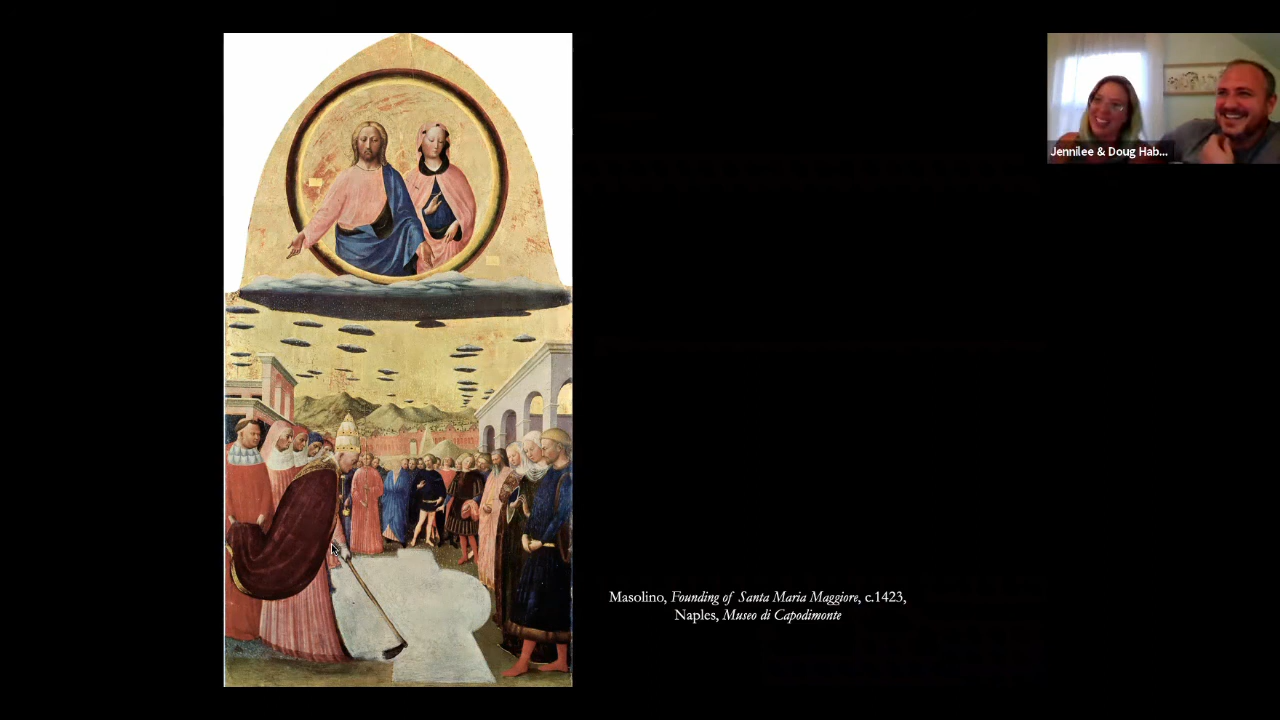 Jennilee & Doug Hab...
Masolino, Founding of Santa Maria Maggiore, c.1423,
Naples, Museo di Capodimonte